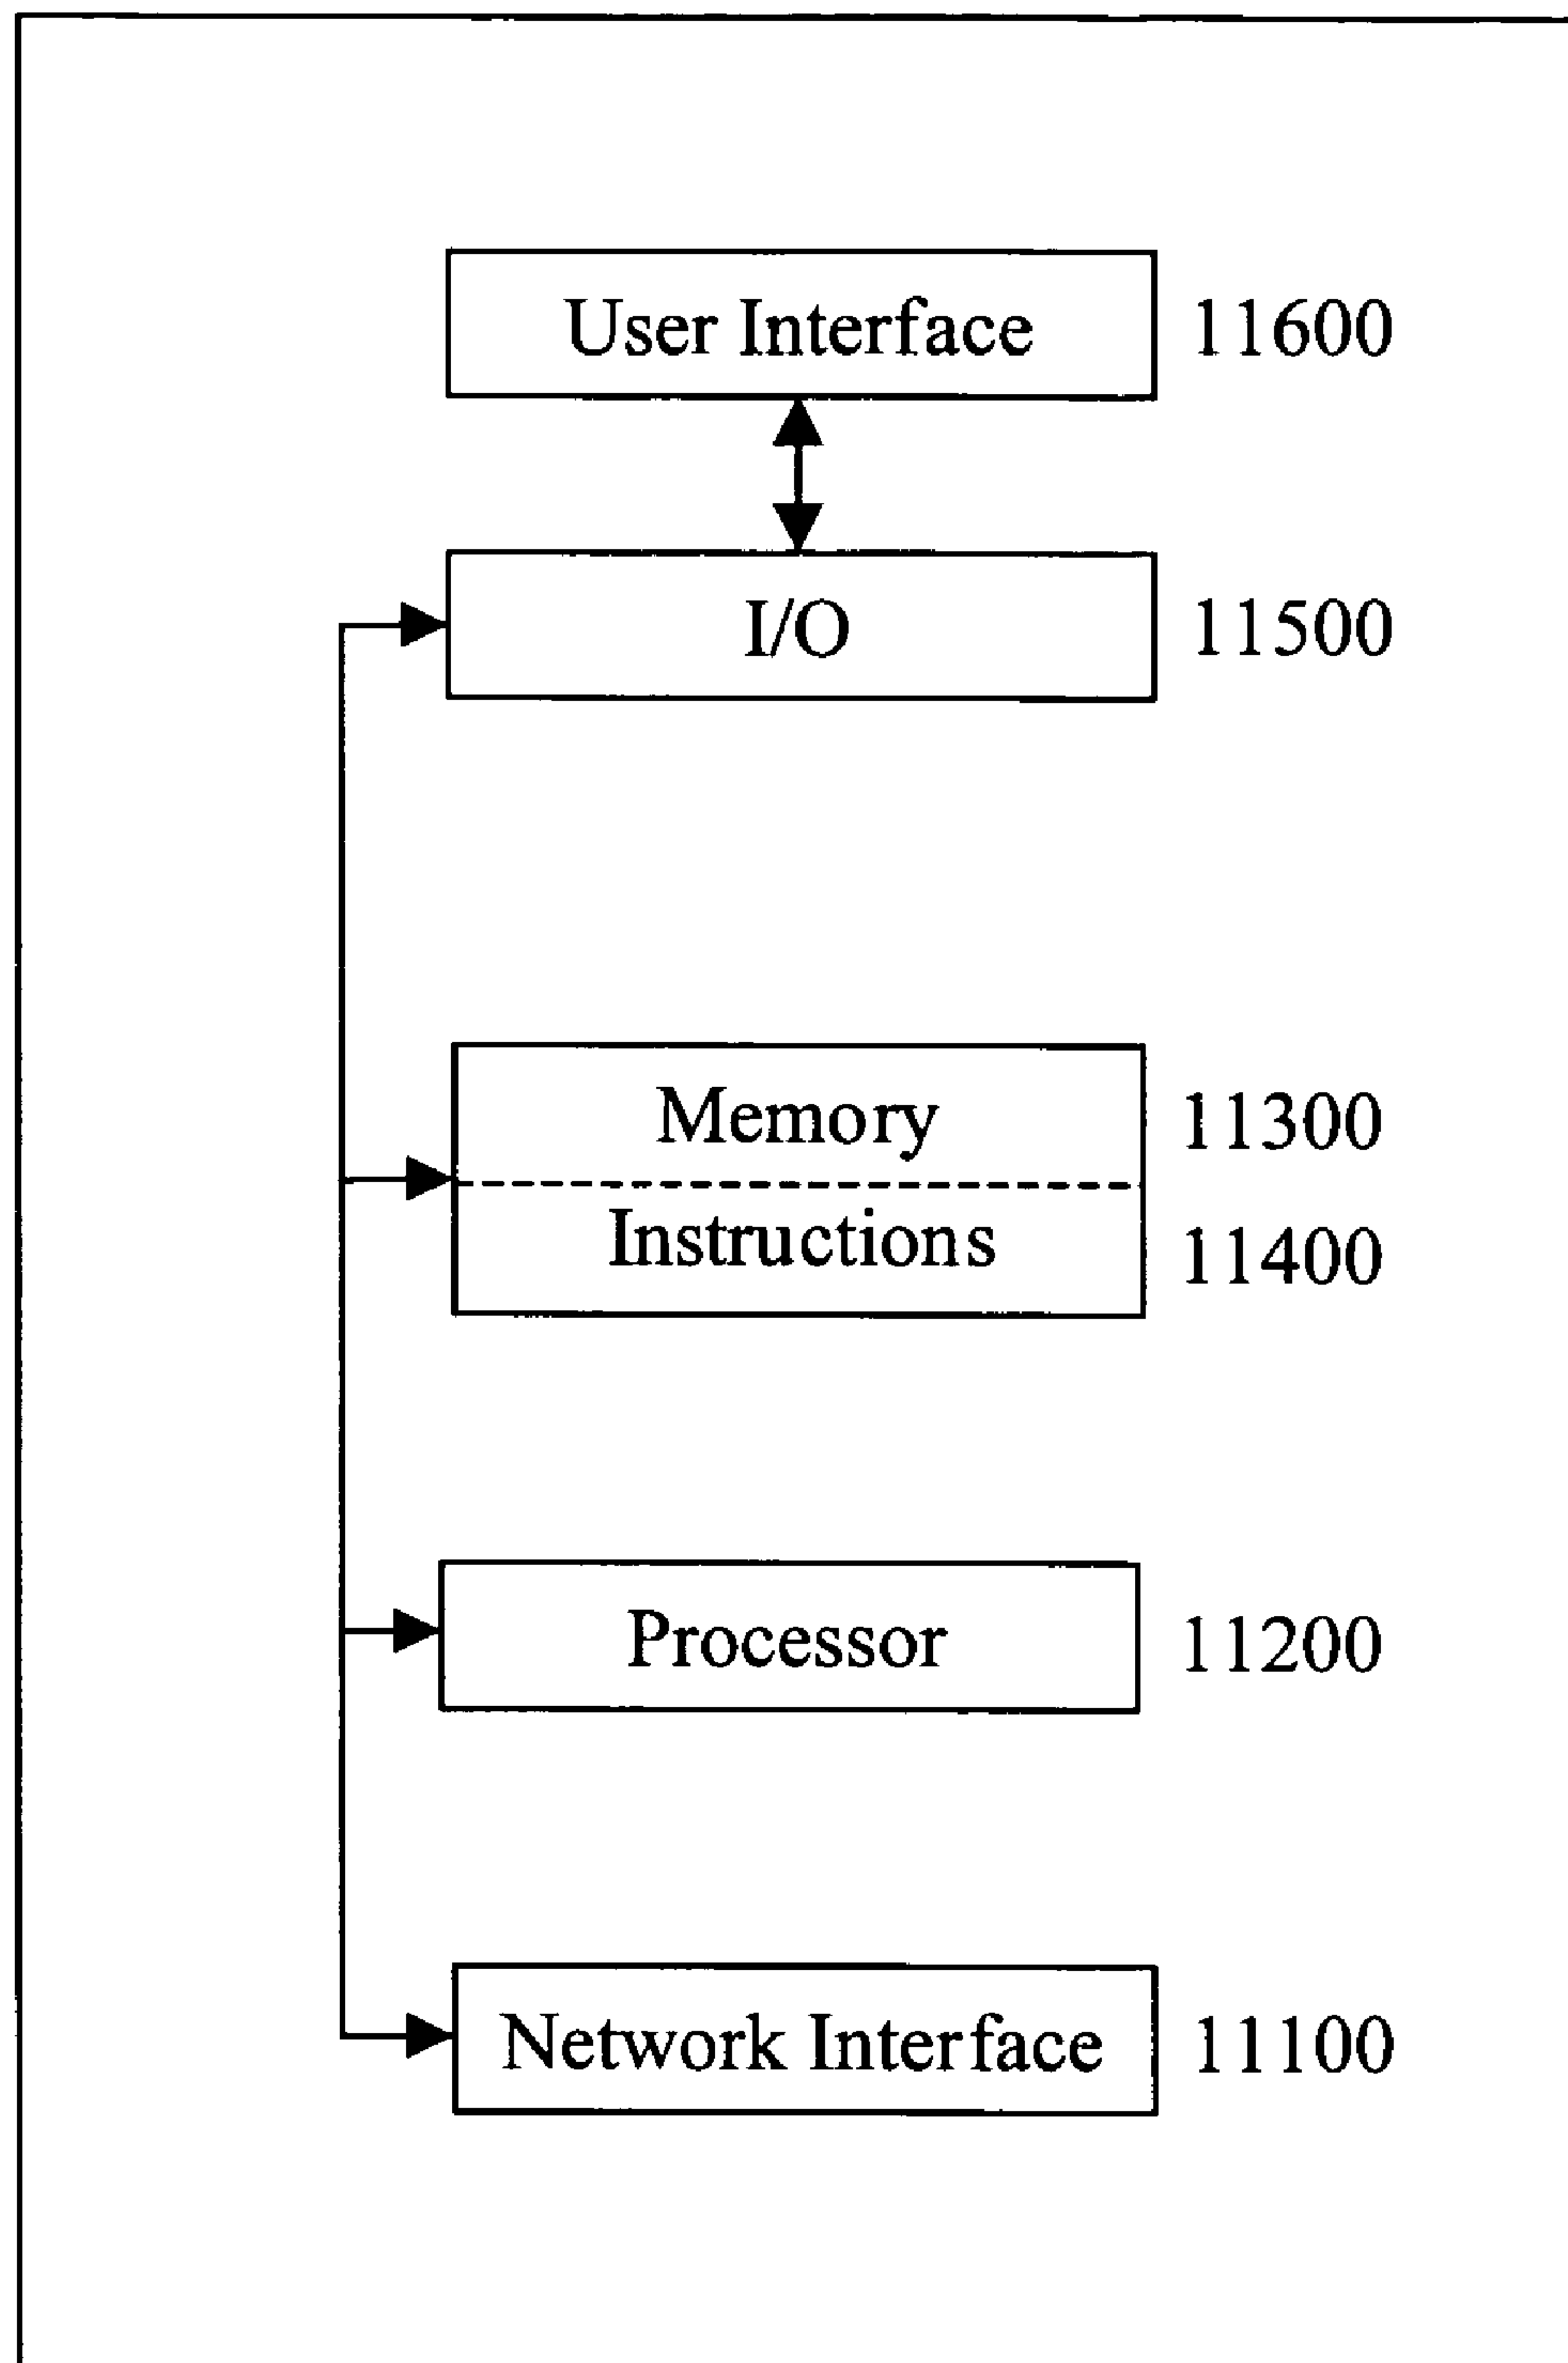 User Interface 11600
I/O 11500
Memory 11300
Instructions 11400
Processor 11200
Network Interface 11100